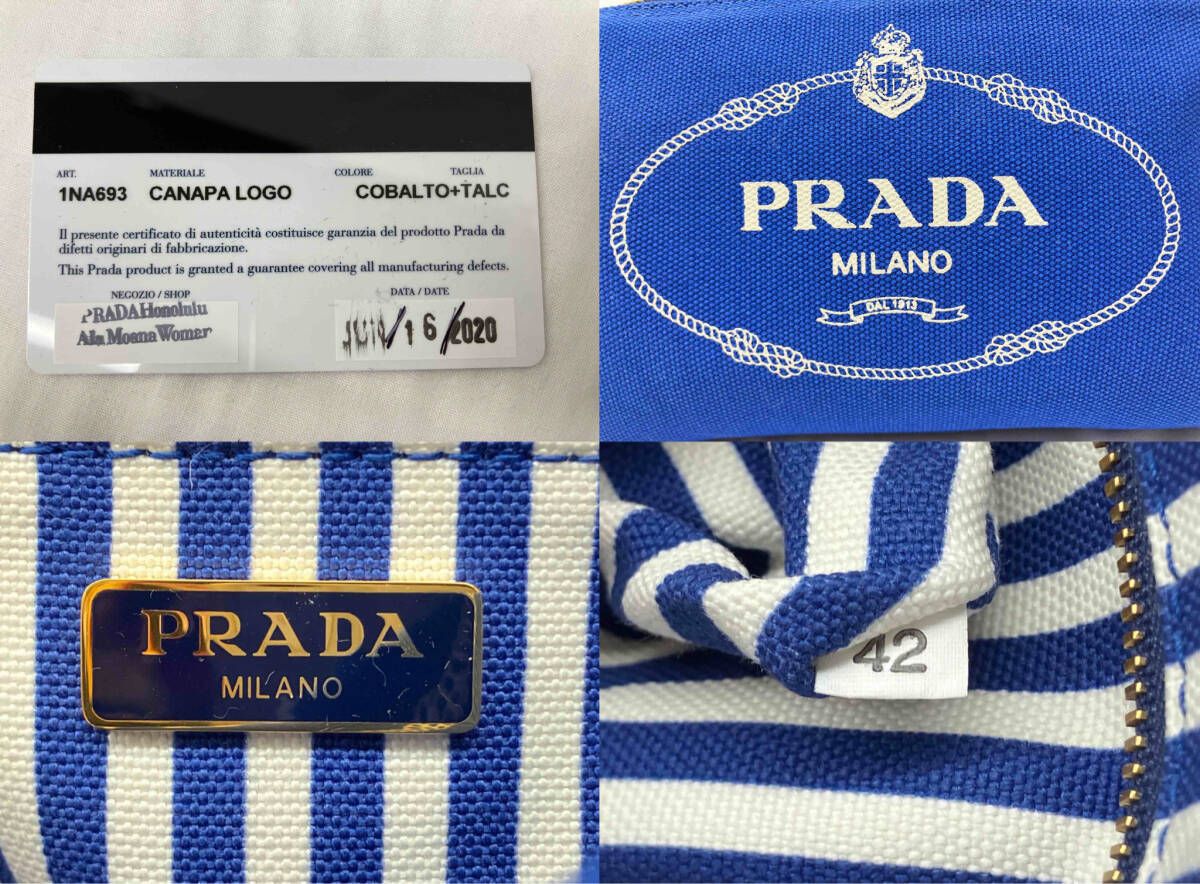 ART. MATERIALE COLORE TAGLIA
1NA693 CANAPA LOGO COBALTO+TALC
Il presente certificato di autenticità costituisce garanzia del prodotto Prada da
difetti originari di fabbricazione.
This Prada product is granted a guarantee covering all manufacturing defects.
NEGOZIO / SHOP DATA / DATE
PRADA Honolulu
Ala Moana Women
JUN/16/2020
PRADA
MILANO
DAL 1913
PRADA
MILANO
42